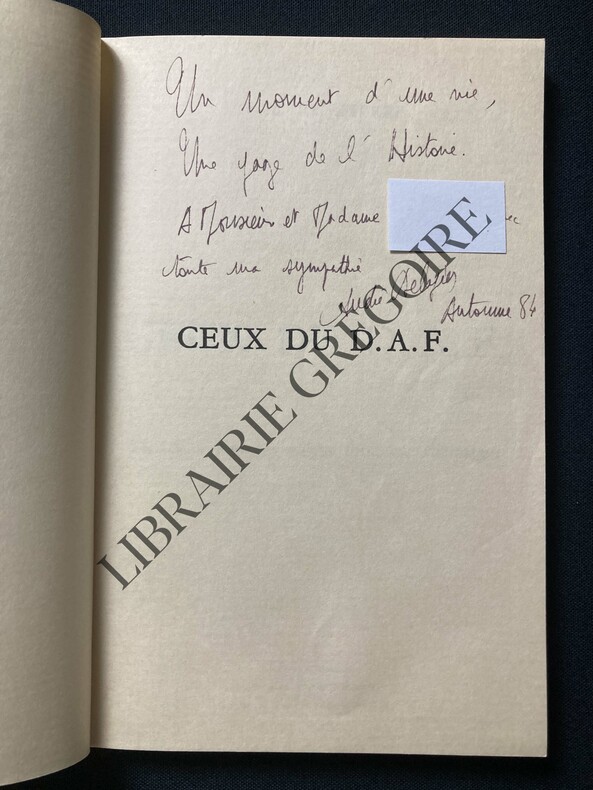 Un moment d'une vie,
Une page de l'Histoire.
A Monsieur et Madame
toute ma sympathie
Automne 84
CEUX DU D.A.F.
LIBRAIRIE GREGOIRE